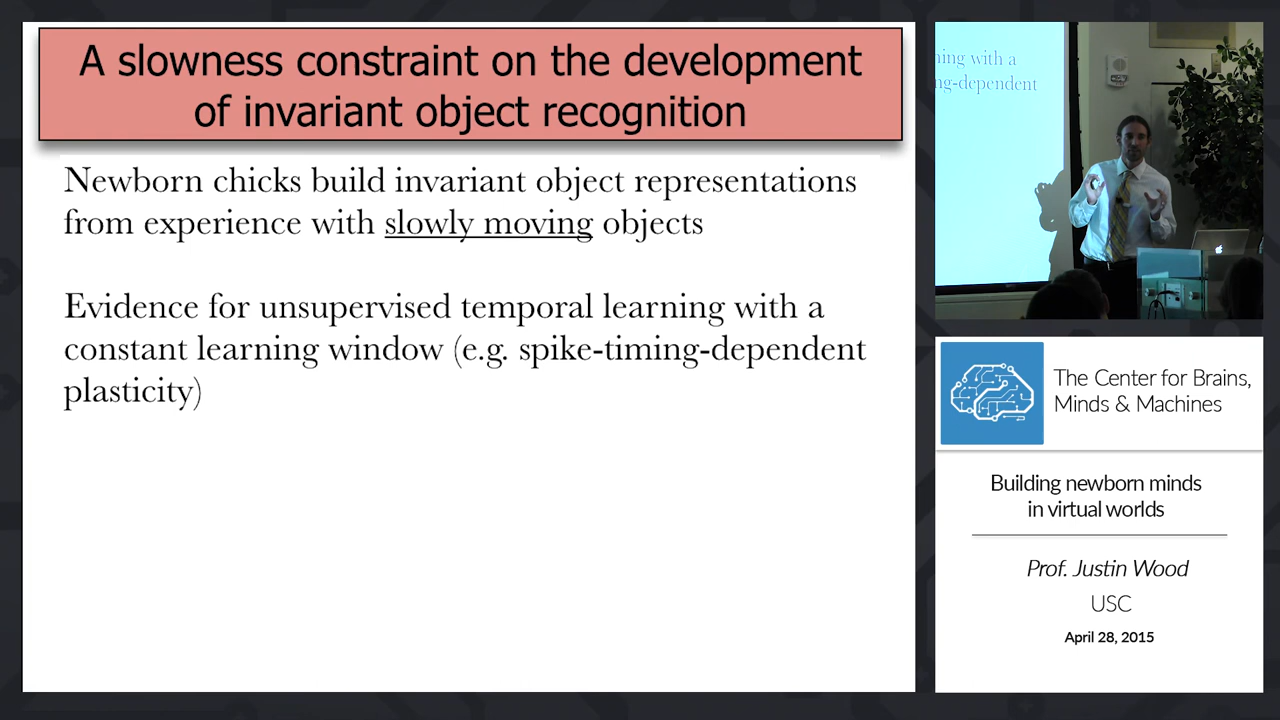 A slowness constraint on the development
of invariant object recognition
Newborn chicks build invariant object representations
from experience with slowly moving objects
Evidence for unsupervised temporal learning with a
constant learning window (e.g. spike-timing-dependent
plasticity)
ning with a
ng-dependent
The Center for Brains,
Minds & Machines
Building newborn minds
in virtual worlds
Prof. Justin Wood
USC
April 28, 2015